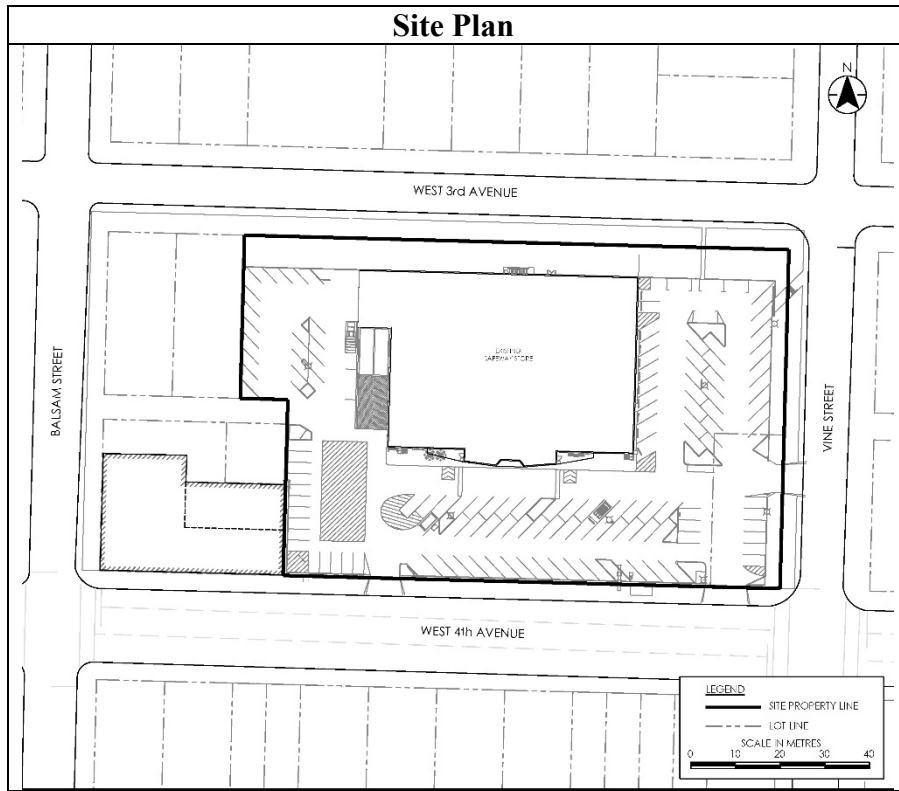 Site Plan
N
WEST 3rd AVENUE
EXISTING
SAFEWAY STORE
BALSAM STREET
VINE STREET
WEST 4th AVENUE
LEGEND
SITE PROPERTY LINE
LOT LINE
SCALE IN METRES
0 10 20 30 40